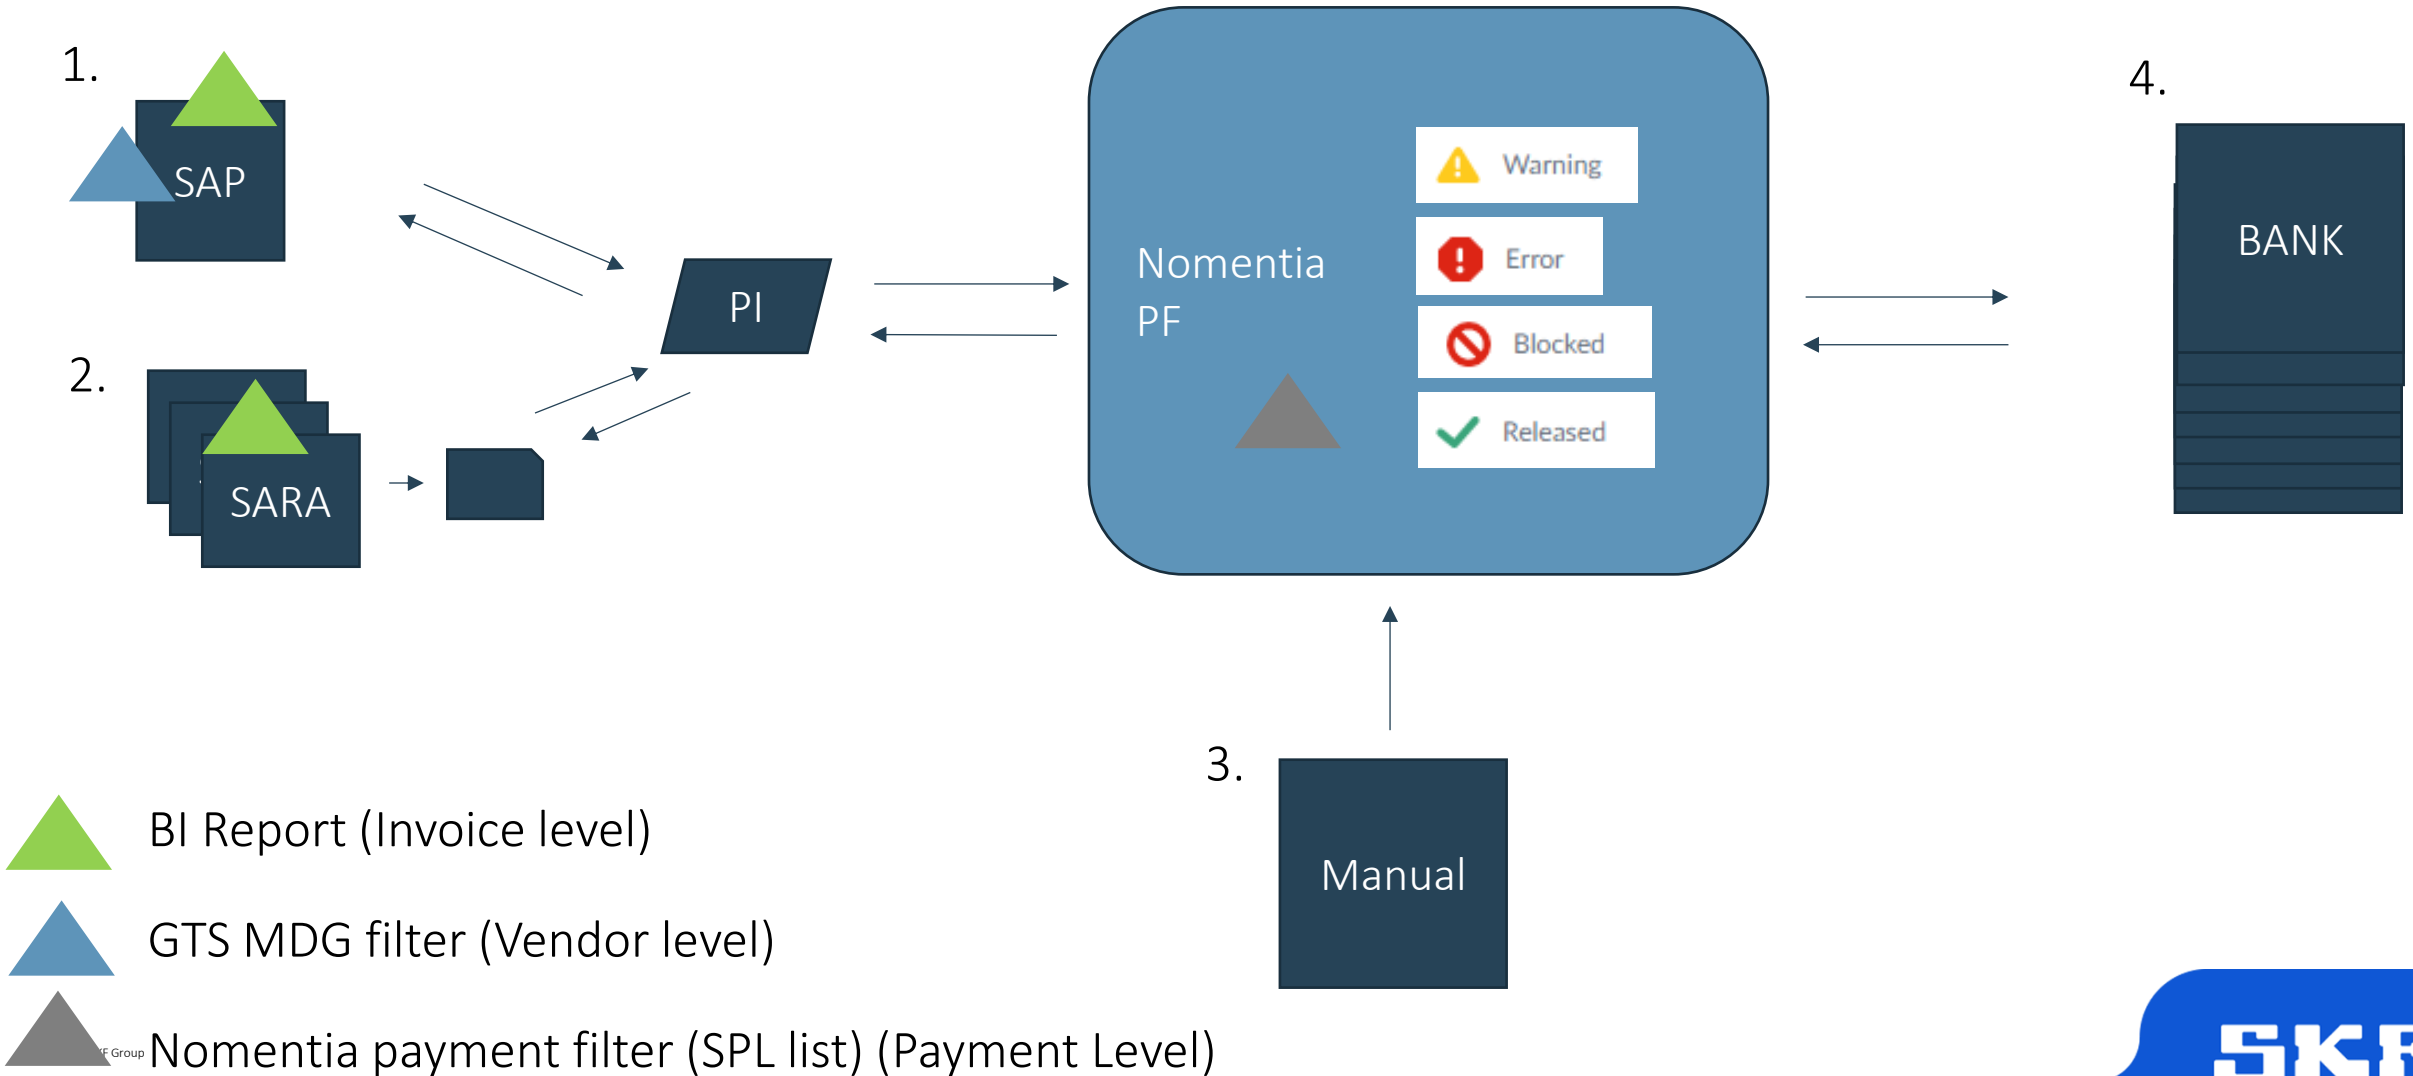 1.
SAP
2.
SARA
PI
Nomentia
PF
Warning
Error
Blocked
Released
3.
Manual
4.
BANK
BI Report (Invoice level)
GTS MDG filter (Vendor level)
Group
Nomentia payment filter (SPL list) (Payment Level)